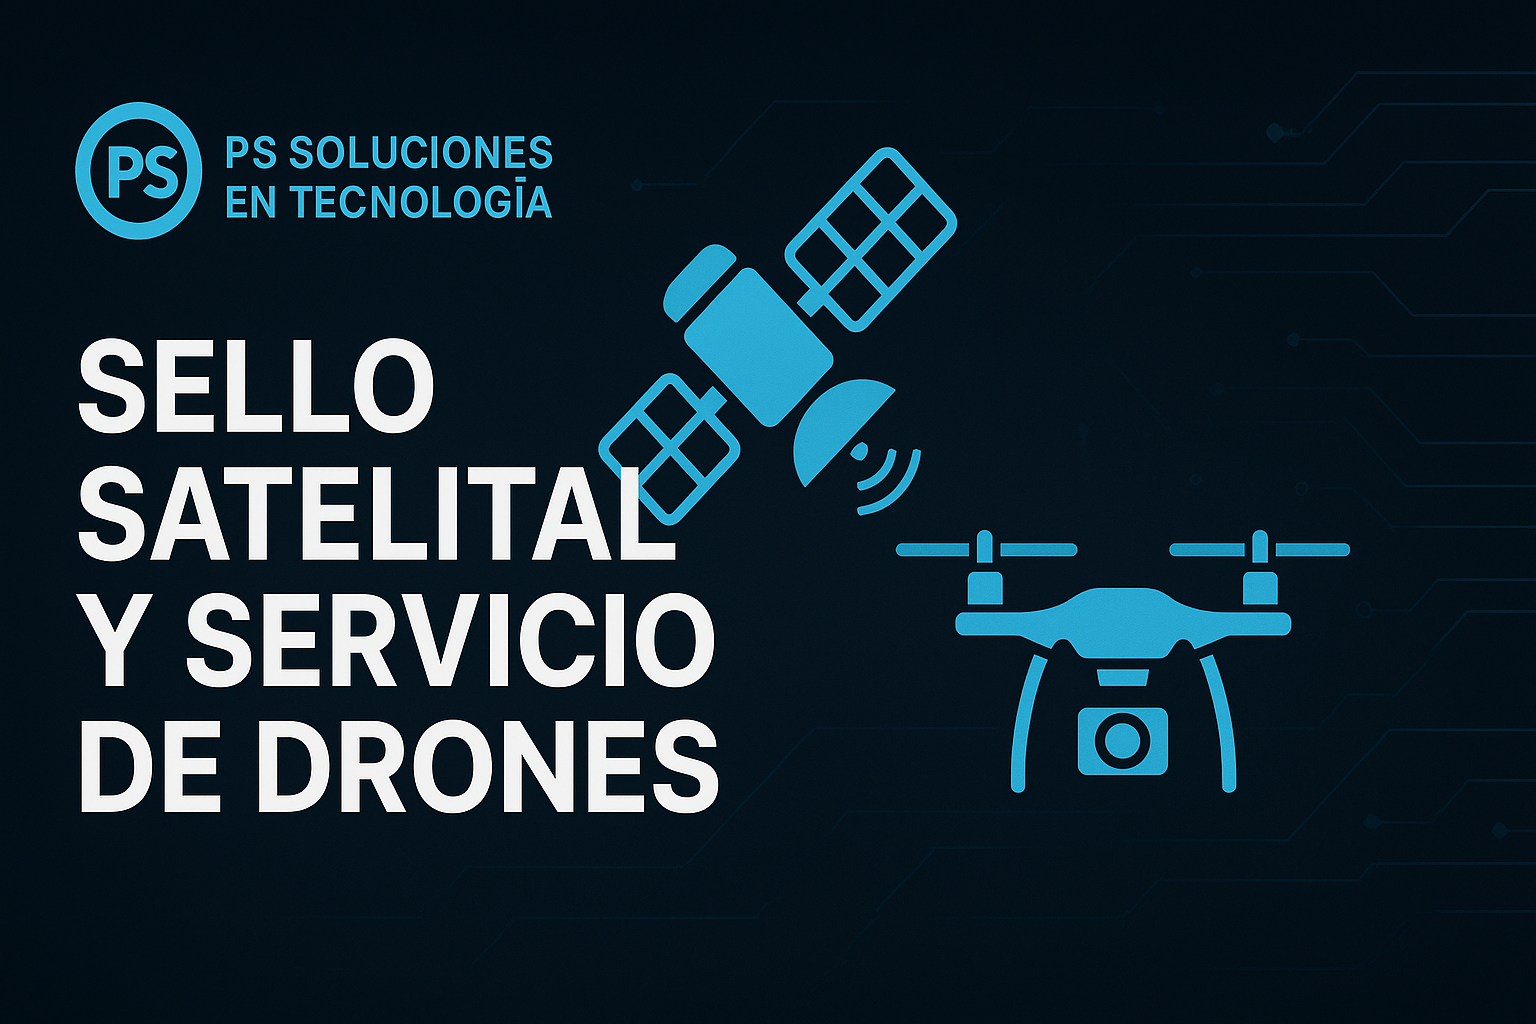 PS
PS SOLUCIONES
EN TECNOLOGÍA
SELLO
SATELITAL
Y SERVICIO
DE DRONES